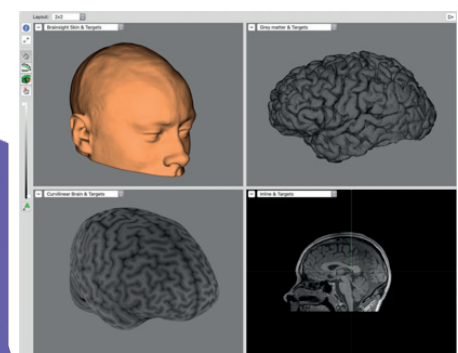 Layout: 2x2
Brainsight Skin & Targets
Grey matter & Targets
Curvilinear Brain & Targets
Inline & Targets